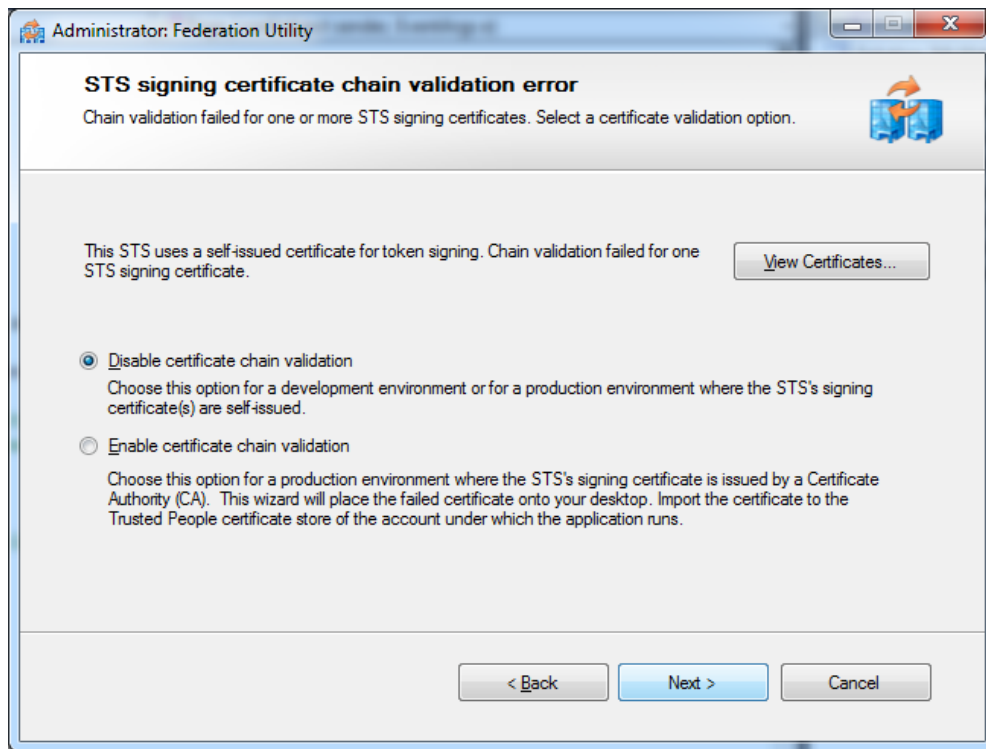 Administrator: Federation Utility
STS signing certificate chain validation error
Chain validation failed for one or more STS signing certificates. Select a certificate validation option.
This STS uses a self-issued certificate for token signing. Chain validation failed for one
STS signing certificate.
View Certificates...
Disable certificate chain validation
Choose this option for a development environment or for a production environment where the STS's signing
certificate(s) are self-issued.
Enable certificate chain validation
Choose this option for a production environment where the STS's signing certificate is issued by a Certificate
Authority (CA). This wizard will place the failed certificate onto your desktop. Import the certificate to the
Trusted People certificate store of the account under which the application runs.
< Back
Next >
Cancel